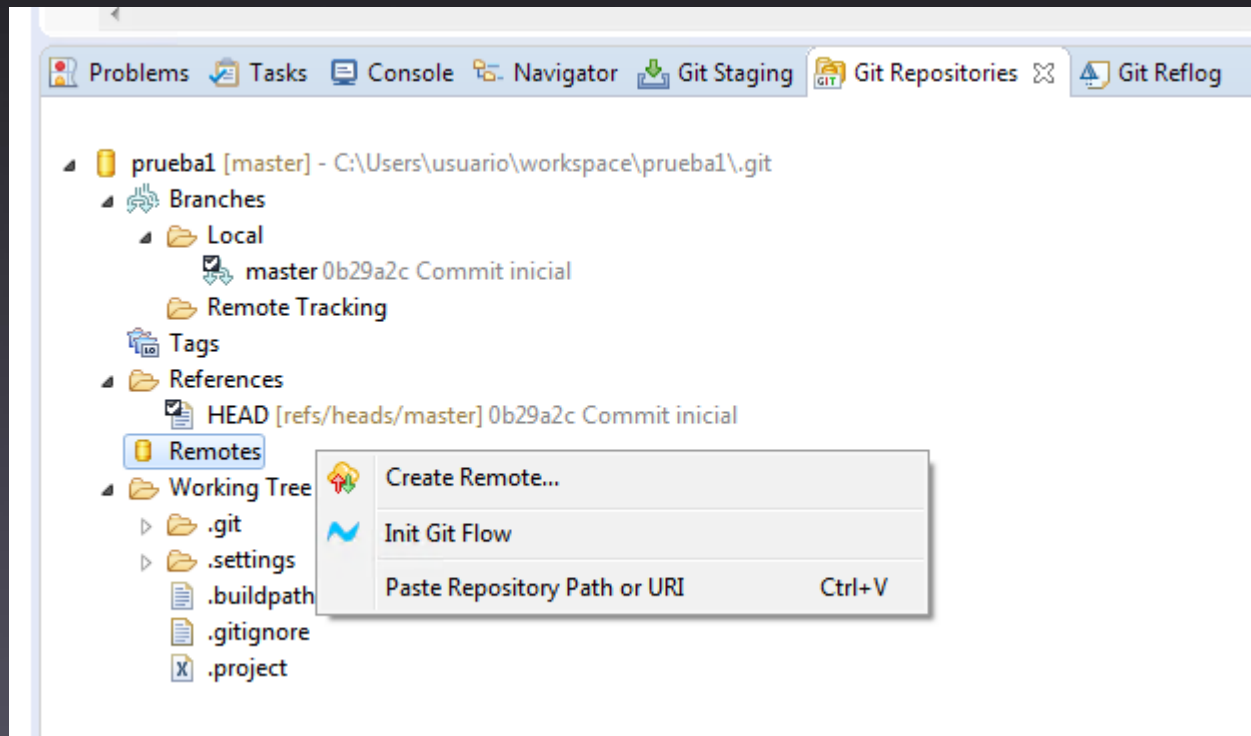 Problems Tasks Console Navigator Git Staging Git Repositories Git Reflog
prueba1 [master] - C:\Users\usuario\workspace\prueba1\.git
Branches
Local
master 0b29a2c Commit inicial
Remote Tracking
Tags
References
HEAD [refs/heads/master] 0b29a2c Commit inicial
Remotes
Create Remote...
Working Tree
.git
Init Git Flow
.settings
.buildpath
Paste Repository Path or URI Ctrl+V
.gitignore
.project